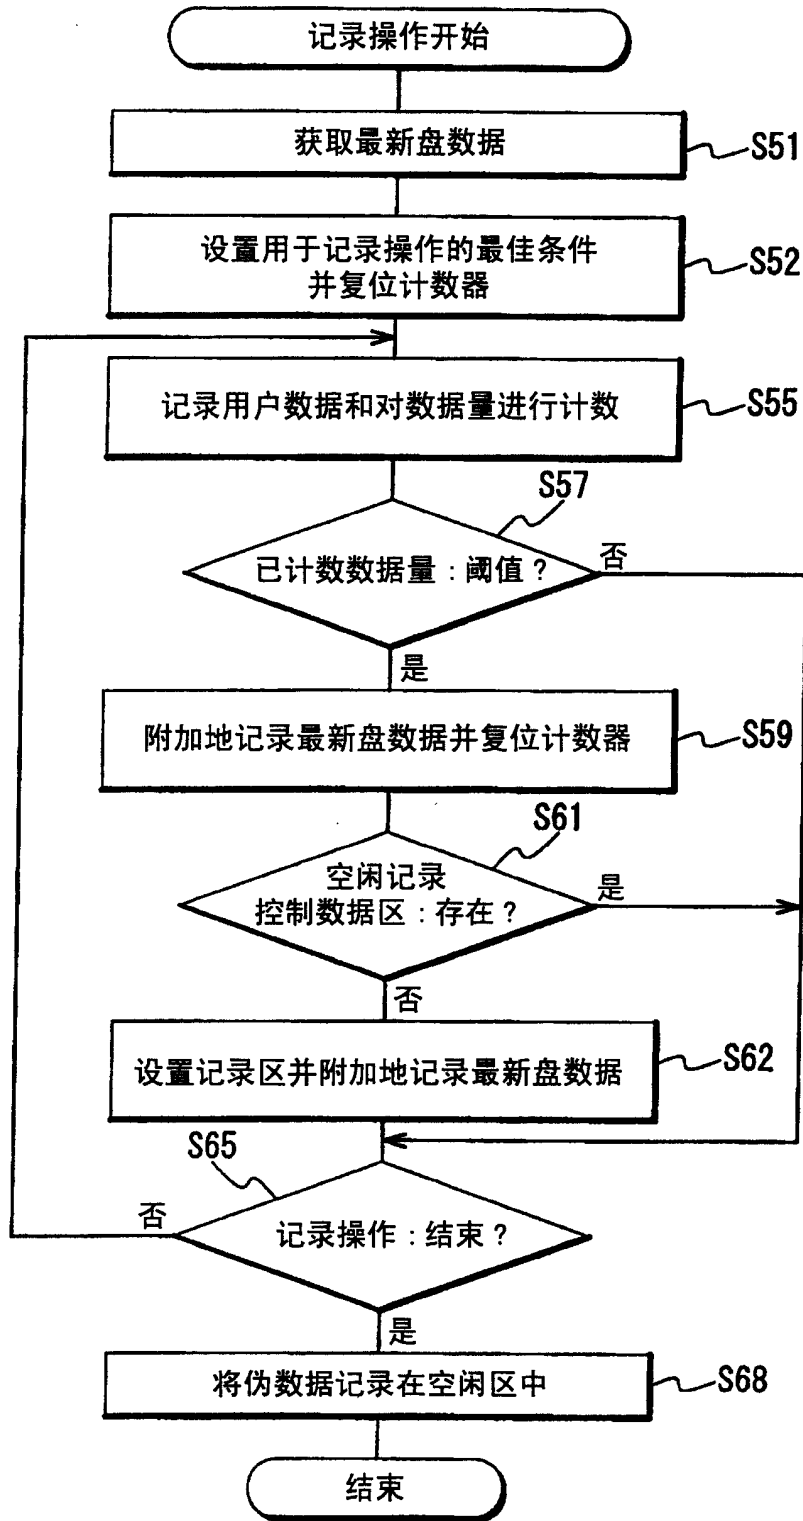 记录操作开始
获取最新盘数据
S51
设置用于记录操作的最佳条件
并复位计数器
S52
记录用户数据和对数据量进行计数
S55
S57
已计数数据量:阈值?
否
是
附加地记录最新盘数据并复位计数器
S59
S61
空闲记录
控制数据区:存在?
是
否
设置记录区并附加地记录最新盘数据
S62
S65
记录操作:结束?
否
是
将伪数据记录在空闲区中
S68
结束